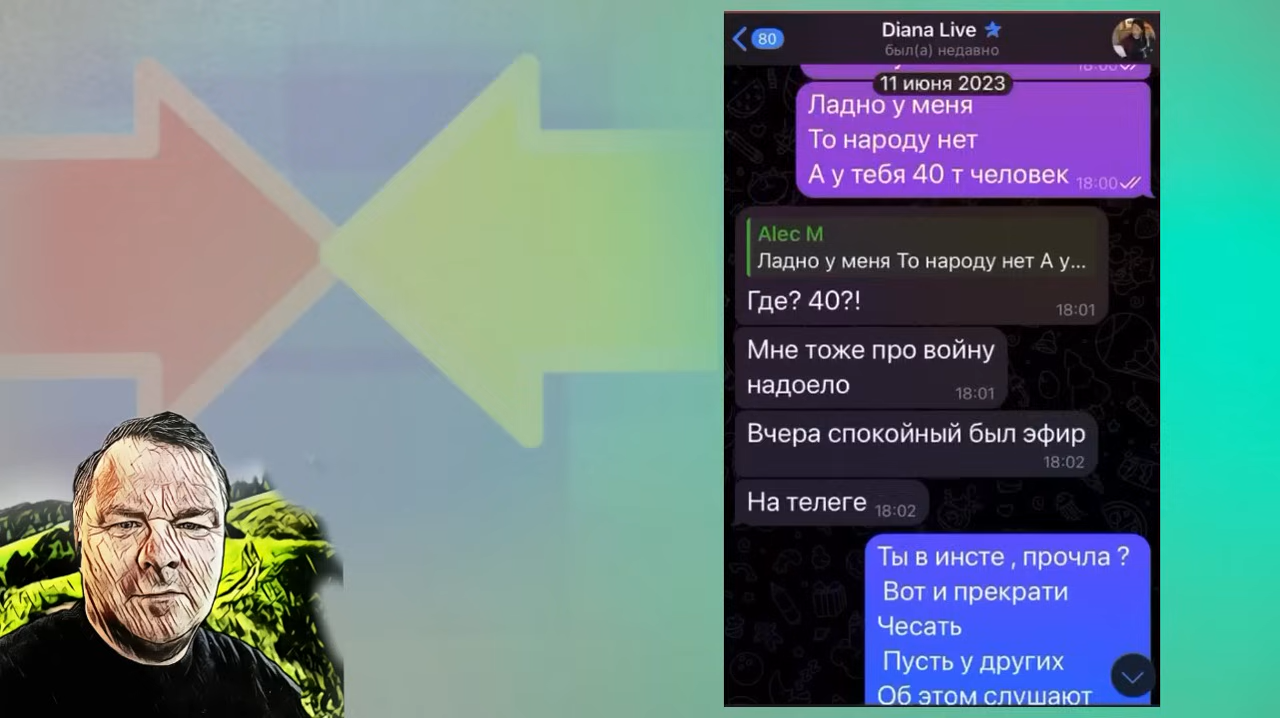 80
Diana Live
был(а) недавно
18:00
11 июня 2023
Ладно у меня
То народу нет
А у тебя 40 т человек 18:00
Alec M
Ладно у меня То народу нет А у...
Где? 40?!
18:01
Мне тоже про войну
надоело
18:01
Вчера спокойный был эфир
18:02
На телеге 18:02
Ты в инсте , прочла ?
Вот и прекрати
Чесать
Пусть у других
Об этом слушают